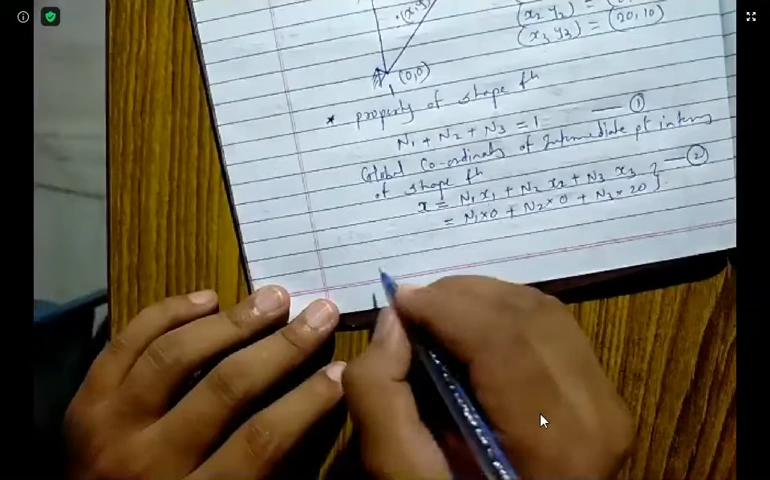 (x2 y2) =
(x3 y3) = (20, 10)
(x, y)
(0,0)
* property of shape fn
N1 + N2 + N3 = 1 —— ①
Global Co-ordinates of Intermediate pt in terms
of shape fn
x = N1 x1 + N2 x2 + N3 x3 } —②
= N1×0 + N2×0 + N3×20